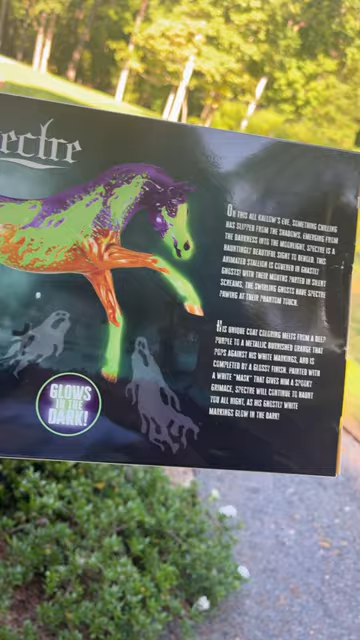 ectre
On this All Hallow's Eve, something chilling
has slipped from the shadows. Emerging from
the darkness into the moonlight, Spectre is a
hauntingly beautiful sight to behold. This
animated stallion is covered in ghastly
ghosts! With their mouths parted in silent
screams, the swirling ghosts have Spectre
pawing at their phantom touch.
His unique coat coloring melts from a deep
purple to a metallic burnished orange that
pops against his white markings, and is
completed by a glossy finish. Painted with
a white "mask" that gives him a spooky
grimace, Spectre will continue to haunt
you all night, as his ghostly white
markings glow in the dark!
GLOWS
IN THE
DARK!